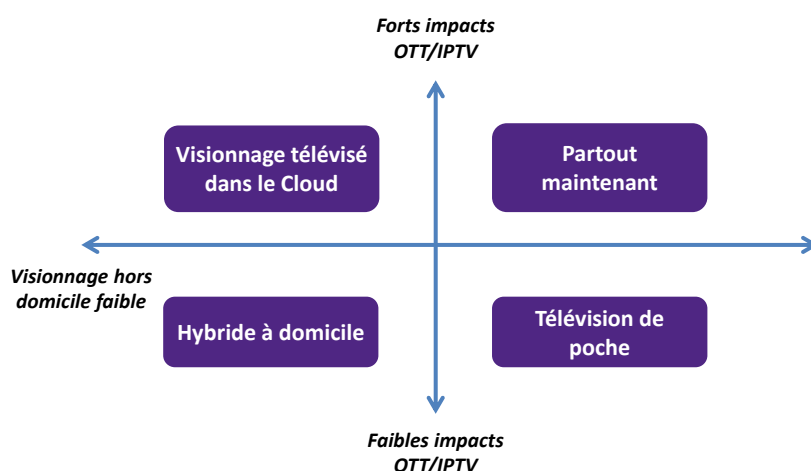 Forts impacts
OTT/IPTV
Visionnage télévisé
dans le Cloud
Partout
maintenant
Visionnage hors
domicile faible
Hybride à domicile
Télévision de
poche
Faibles impacts
OTT/IPTV